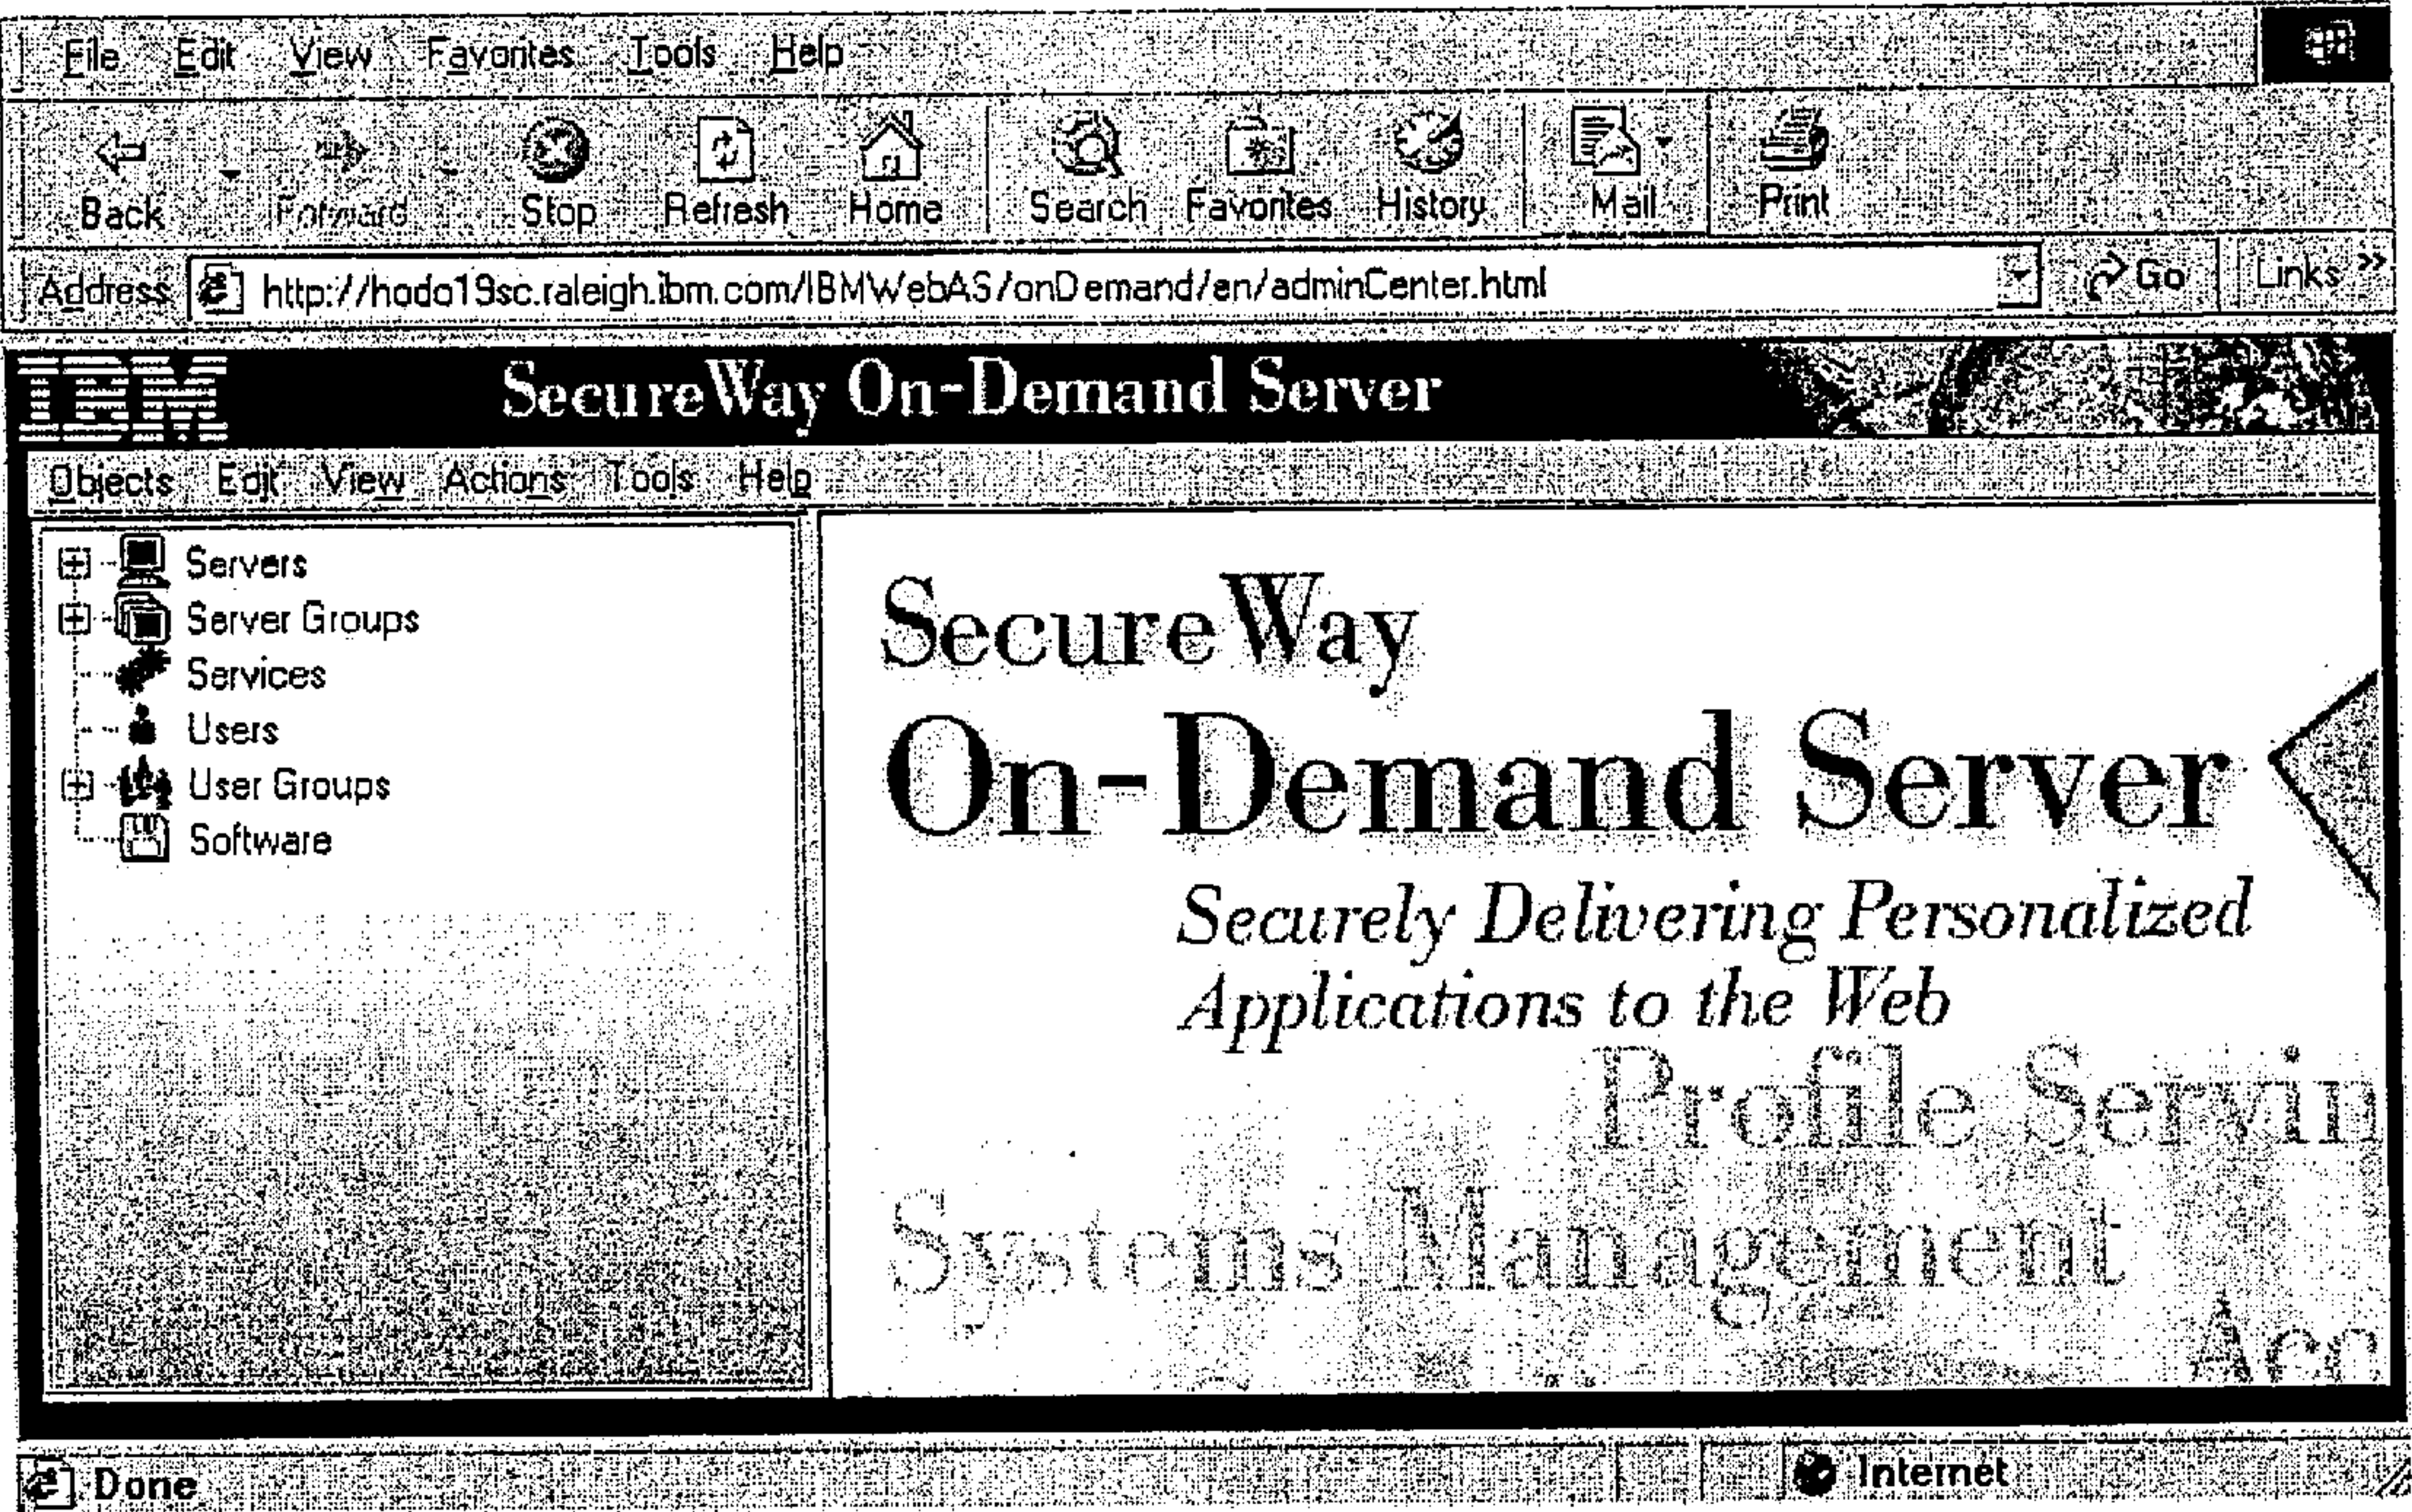 File Edit View Favorites Tools Help
Back Forward Stop Refresh Home Search Favorites History Mail Print
Address http://hodo19sc.raleigh.ibm.com/IBMWebAS/onDemand/en/adminCenter.html Go Links »
IBM SecureWay On-Demand Server
Objects Edit View Actions Tools Help
Servers
Server Groups
Services
Users
User Groups
Software
SecureWay
On-Demand Server
Securely Delivering Personalized
Applications to the Web
Profile Servin
Systems Management
Acc
Done Internet